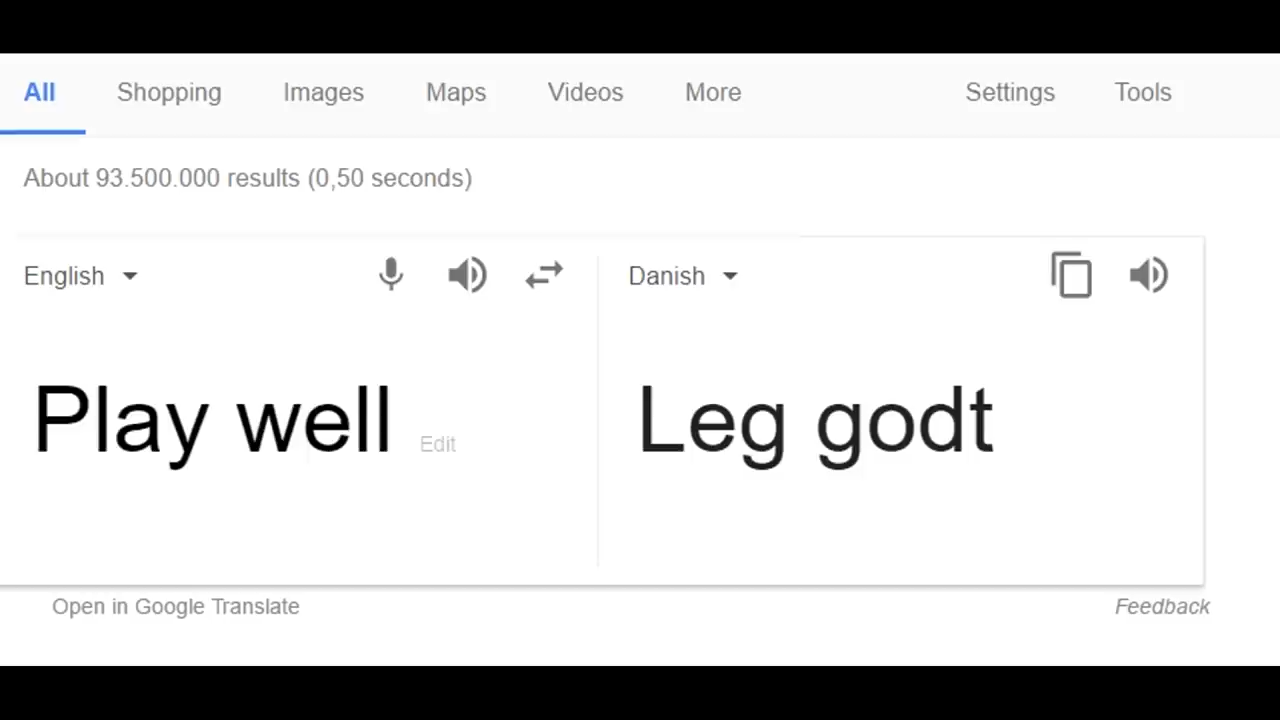 All Shopping Images Maps Videos More Settings Tools
About 93.500.000 results (0,50 seconds)
English Danish
Play well Edit Leg godt
Open in Google Translate Feedback